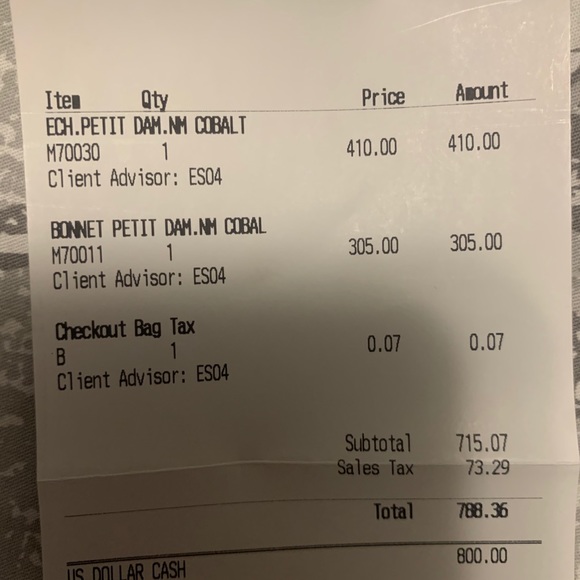 Item Qty Price Amount
ECH.PETIT DAM.NM COBALT
M70030 1 410.00 410.00
Client Advisor: ES04
BONNET PETIT DAM.NM COBAL
M70011 1 305.00 305.00
Client Advisor: ES04
Checkout Bag Tax
B 1 0.07 0.07
Client Advisor: ES04
Subtotal 715.07
Sales Tax 73.29
Total 788.36
US DOLLAR CASH 800.00